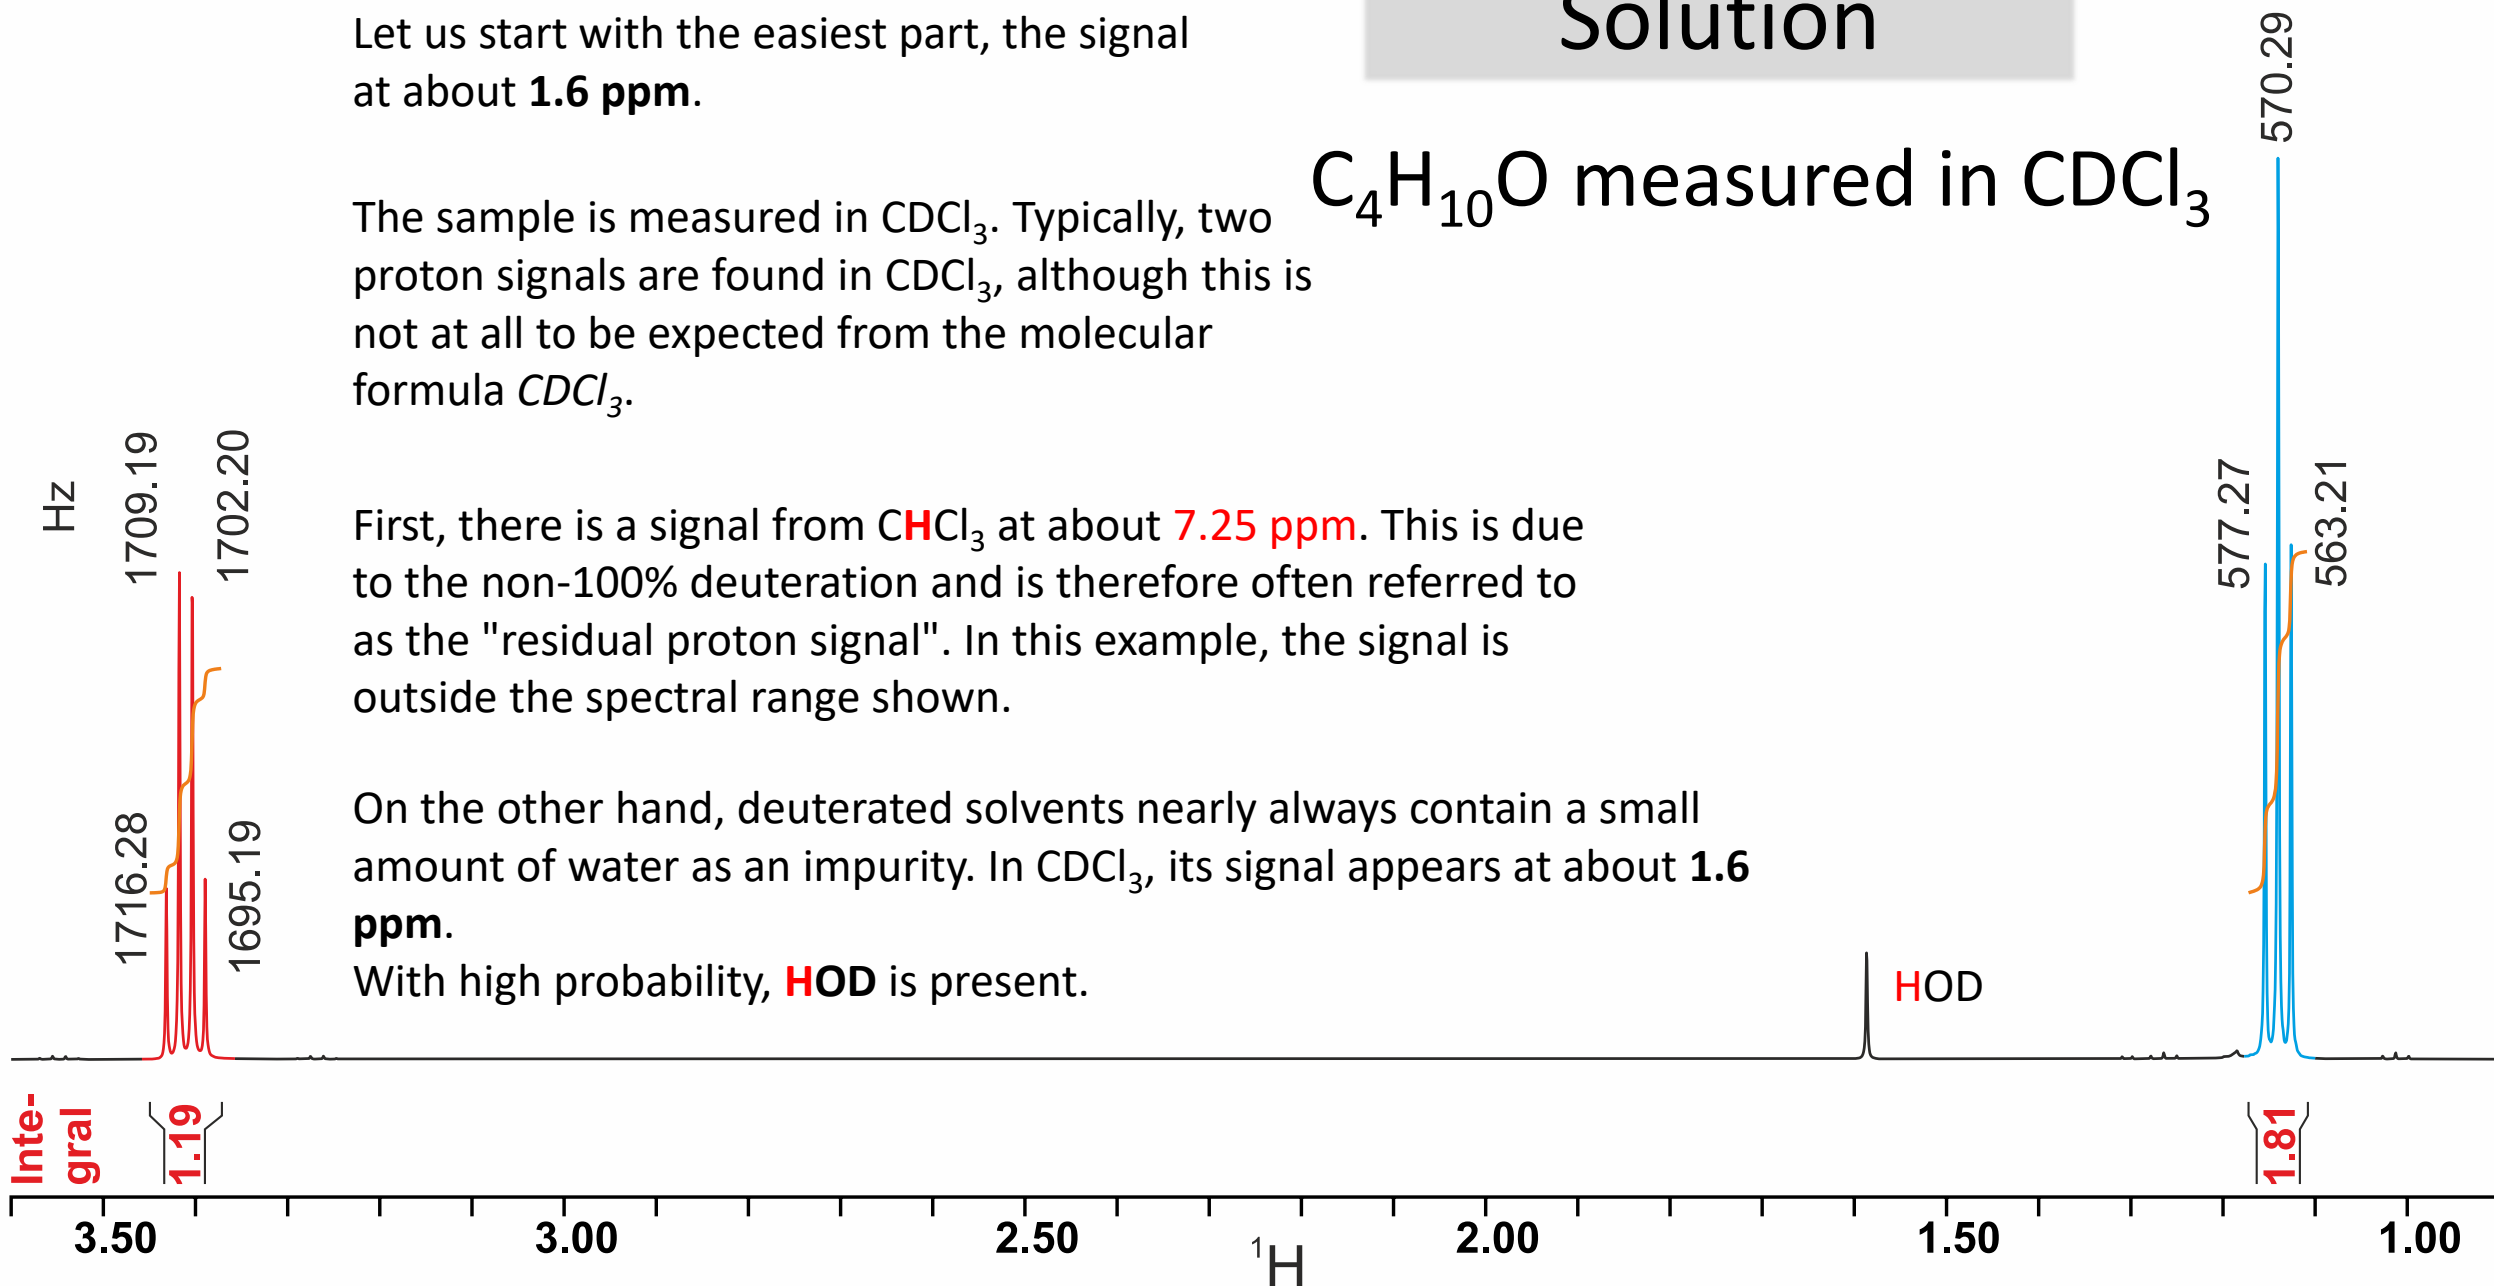 Solution
C₄H₁₀O measured in CDCl₃
Let us start with the easiest part, the signal
at about 1.6 ppm.
The sample is measured in CDCl₃. Typically, two
proton signals are found in CDCl₃, although this is
not at all to be expected from the molecular
formula CDCl₃.
First, there is a signal from CHCl₃ at about 7.25 ppm. This is due
to the non-100% deuteration and is therefore often referred to
as the "residual proton signal". In this example, the signal is
outside the spectral range shown.
On the other hand, deuterated solvents nearly always contain a small
amount of water as an impurity. In CDCl₃, its signal appears at about 1.6
ppm.
With high probability, HOD is present.
Hz
1716.28
1709.19
1702.20
1695.19
HOD
577.27
570.29
563.21
Inte-
gral
1.19
1.81
3.50 3.00 2.50 2.00 1.50 1.00
¹H